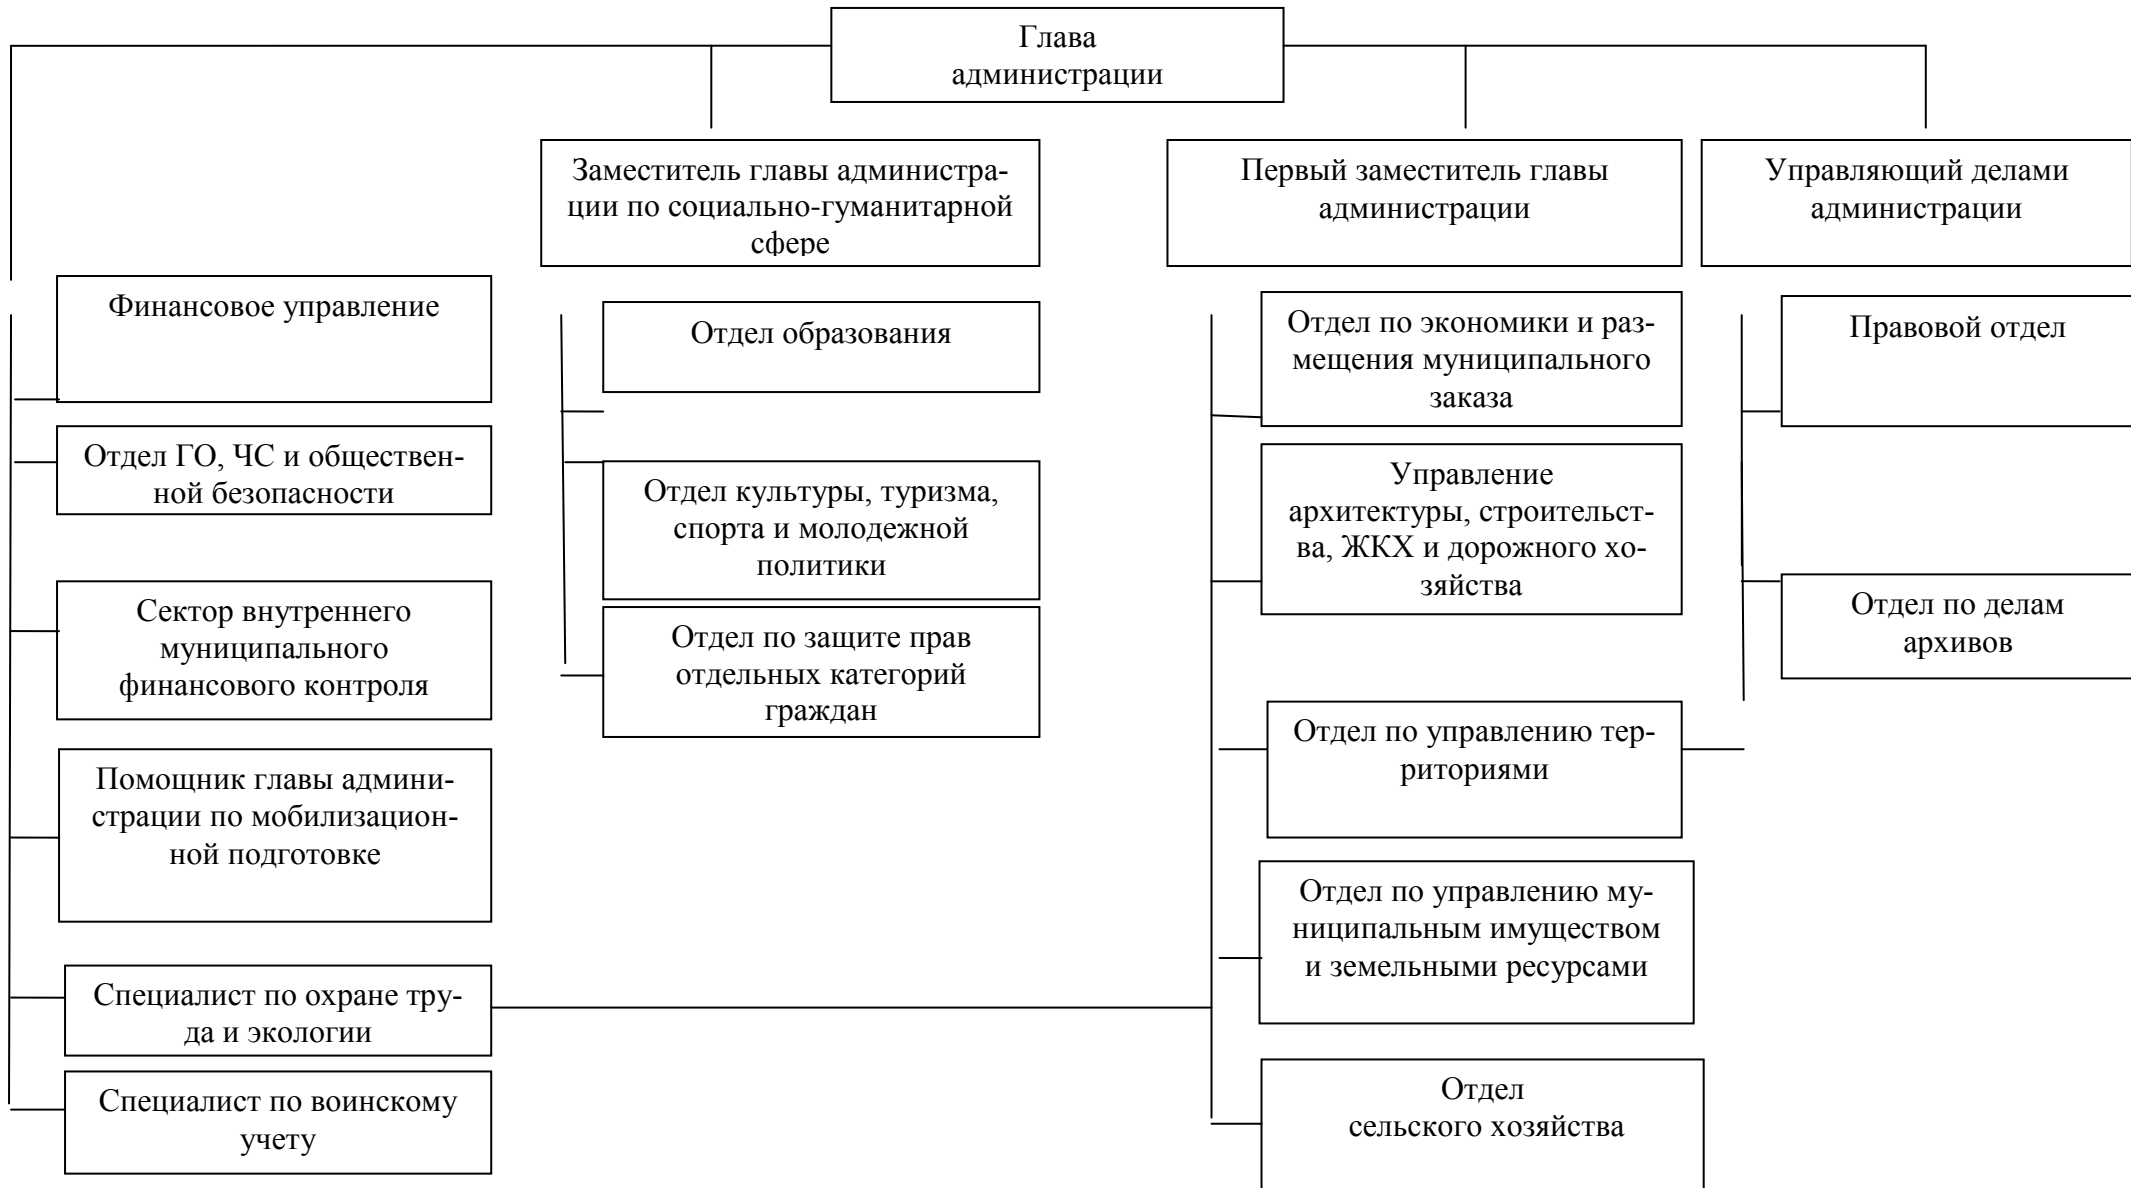 Глава
администрации
Заместитель главы администра-
ции по социально-гуманитарной
сфере
Первый заместитель главы
администрации
Управляющий делами
администрации
Финансовое управление
Отдел ГО, ЧС и обществен-
ной безопасности
Сектор внутреннего
муниципального
финансового контроля
Помощник главы админи-
страции по мобилизацион-
ной подготовке
Специалист по охране тру-
да и экологии
Специалист по воинскому
учету
Отдел образования
Отдел культуры, туризма,
спорта и молодежной
политики
Отдел по защите прав
отдельных категорий
граждан
Отдел по экономики и раз-
мещения муниципального
заказа
Управление
архитектуры, строительст-
ва, ЖКХ и дорожного хо-
зяйства
Отдел по управлению тер-
риториями
Отдел по управлению му-
ниципальным имуществом
и земельными ресурсами
Отдел
сельского хозяйства
Правовой отдел
Отдел по делам
архивов